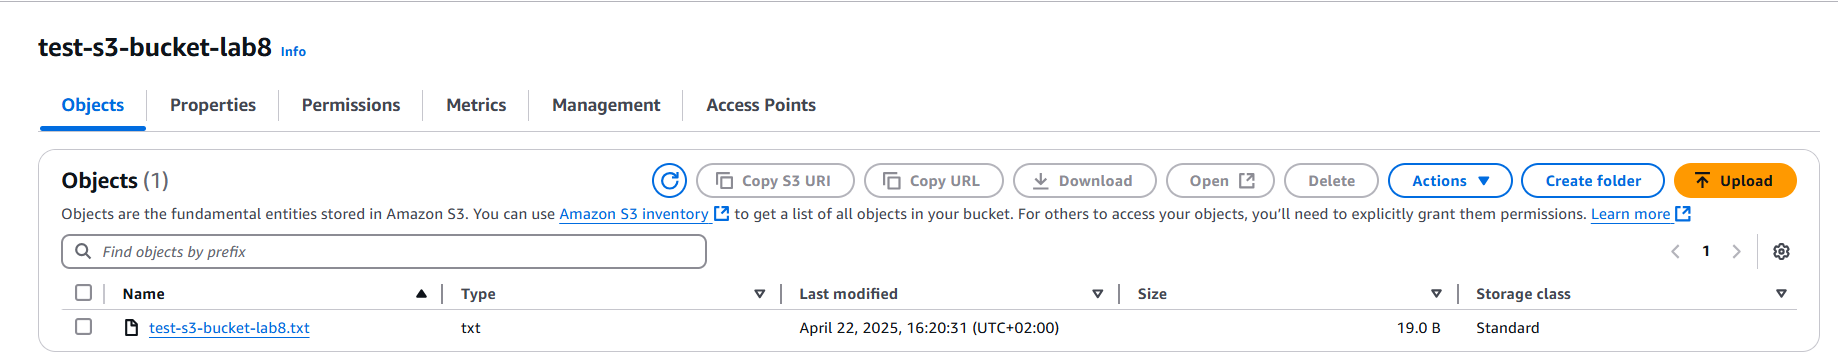 test-s3-bucket-lab8 Info
Objects Properties Permissions Metrics Management Access Points
Objects (1) Copy S3 URI Copy URL Download Open Delete Actions Create folder Upload
Objects are the fundamental entities stored in Amazon S3. You can use Amazon S3 inventory to get a list of all objects in your bucket. For others to access your objects, you'll need to explicitly grant them permissions. Learn more
Find objects by prefix 1
Name Type Last modified Size Storage class
test-s3-bucket-lab8.txt txt April 22, 2025, 16:20:31 (UTC+02:00) 19.0 B Standard